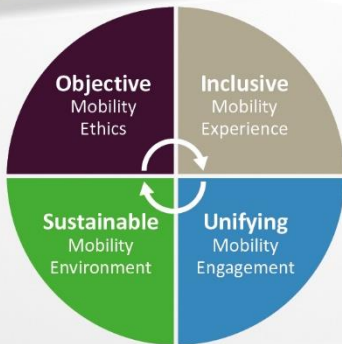 Objective
Mobility
Ethics
Inclusive
Mobility
Experience
Sustainable
Mobility
Environment
Unifying
Mobility
Engagement